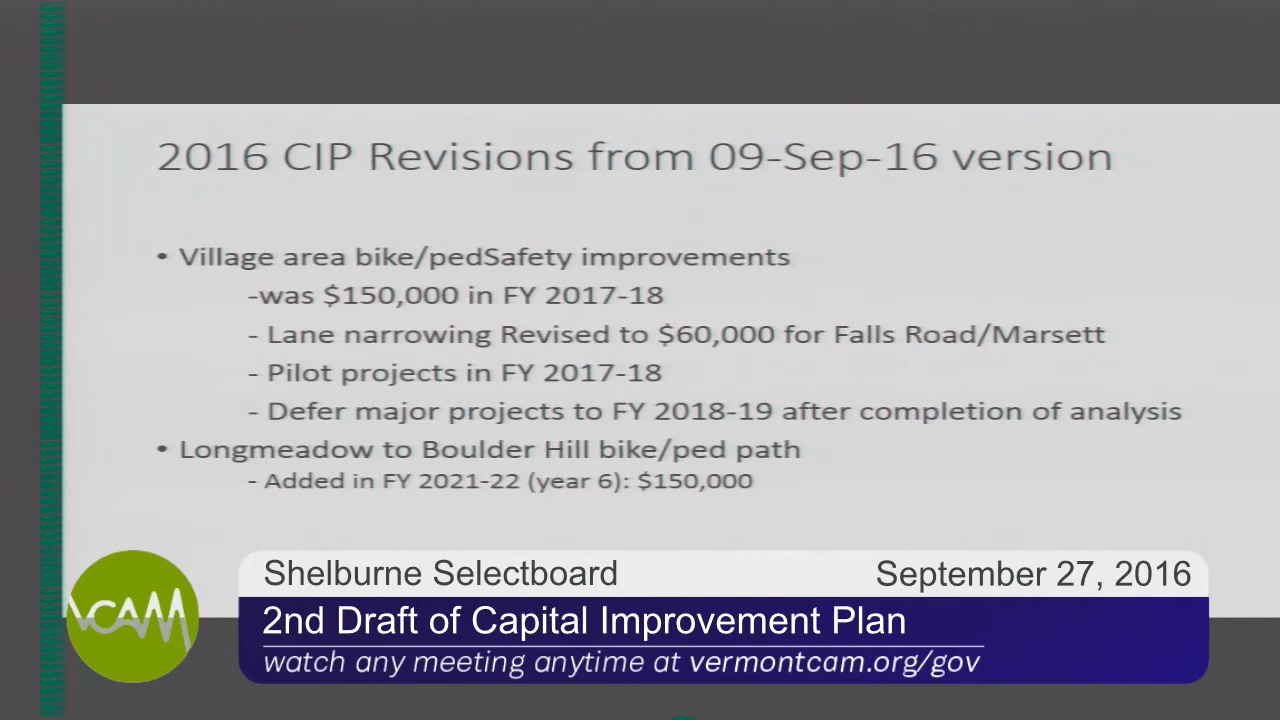 2016 CIP Revisions from 09-Sep-16 version
• Village area bike/pedSafety improvements
-was $150,000 in FY 2017-18
- Lane narrowing Revised to $60,000 for Falls Road/Marsett
- Pilot projects in FY 2017-18
- Defer major projects to FY 2018-19 after completion of analysis
• Longmeadow to Boulder Hill bike/ped path
- Added in FY 2021-22 (year 6): $150,000
Shelburne Selectboard September 27, 2016
2nd Draft of Capital Improvement Plan
watch any meeting anytime at vermontcam.org/gov
VCAM